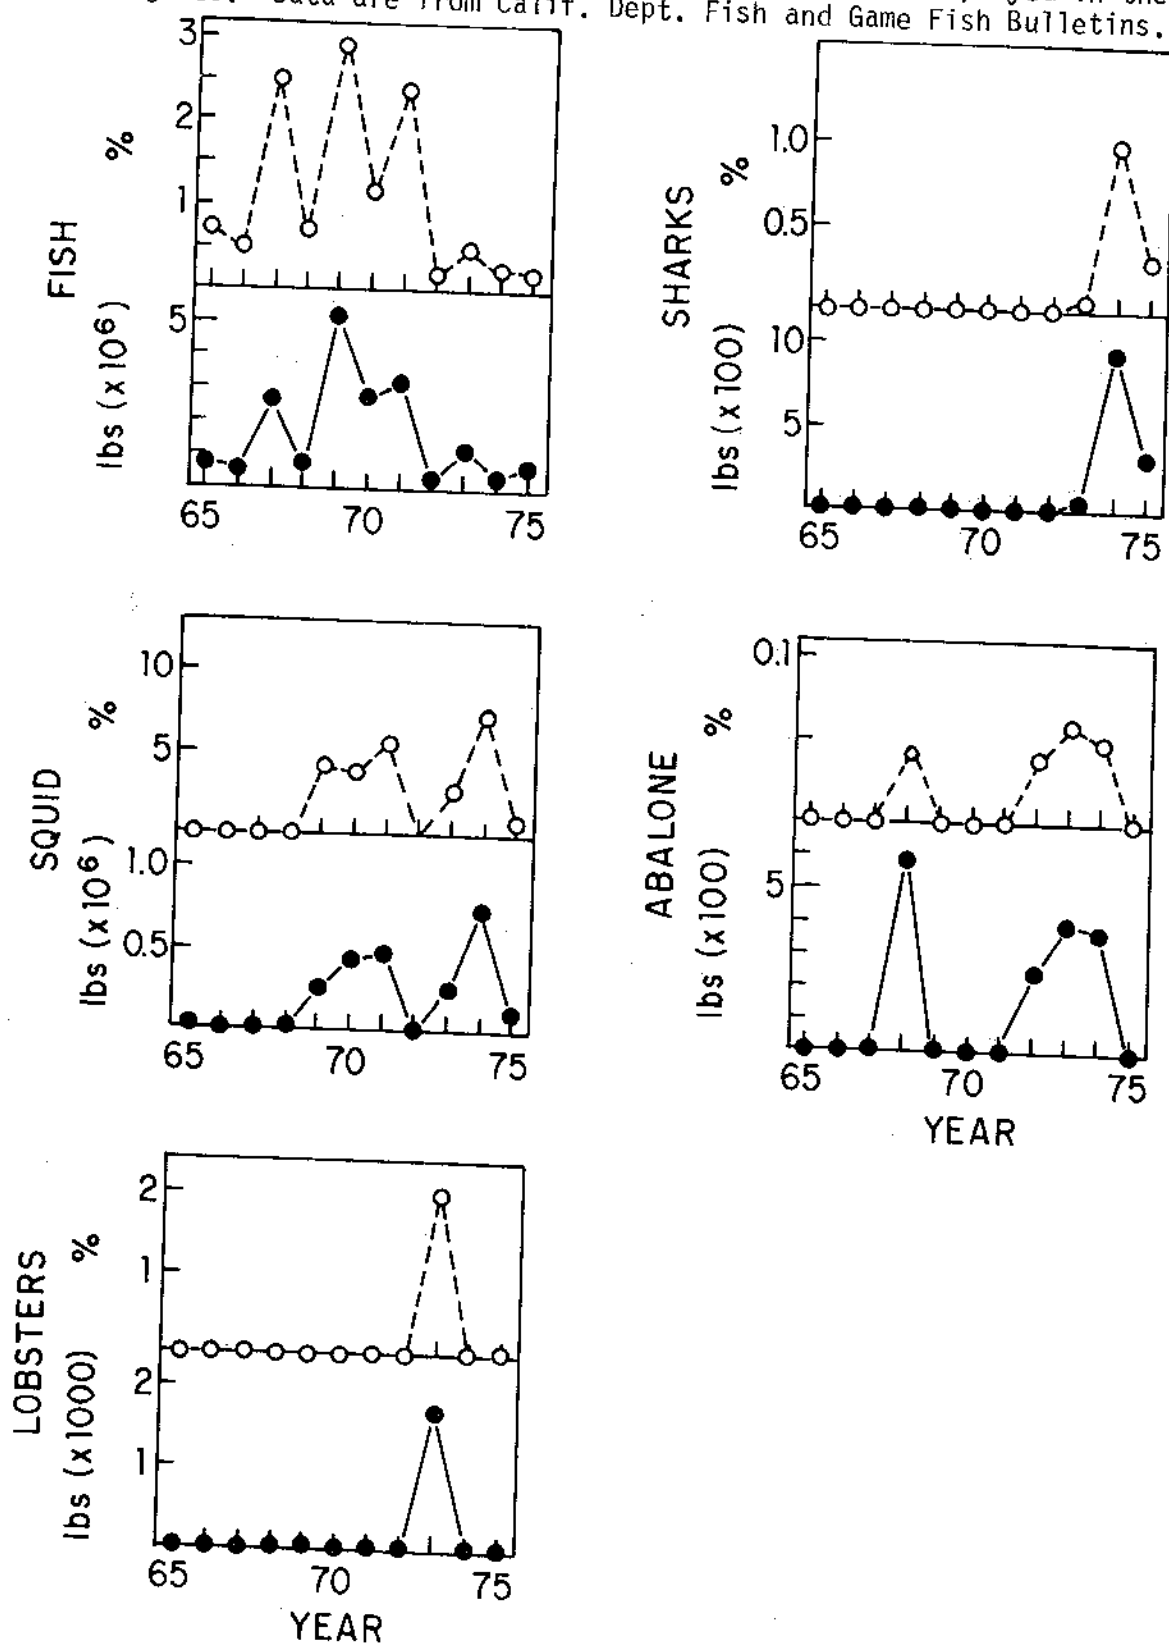 Data are from Calif. Dept. Fish and Game Fish Bulletins.
FISH
%
3
2
1
lbs (x10⁶)
5
65 70 75
SHARKS
%
1.0
0.5
lbs (x100)
10
5
65 70 75
SQUID
%
10
5
lbs (x10⁶)
1.0
0.5
65 70 75
ABALONE
%
0.1
lbs (x100)
5
65 70 75
YEAR
LOBSTERS
%
2
1
lbs (x1000)
2
1
65 70 75
YEAR